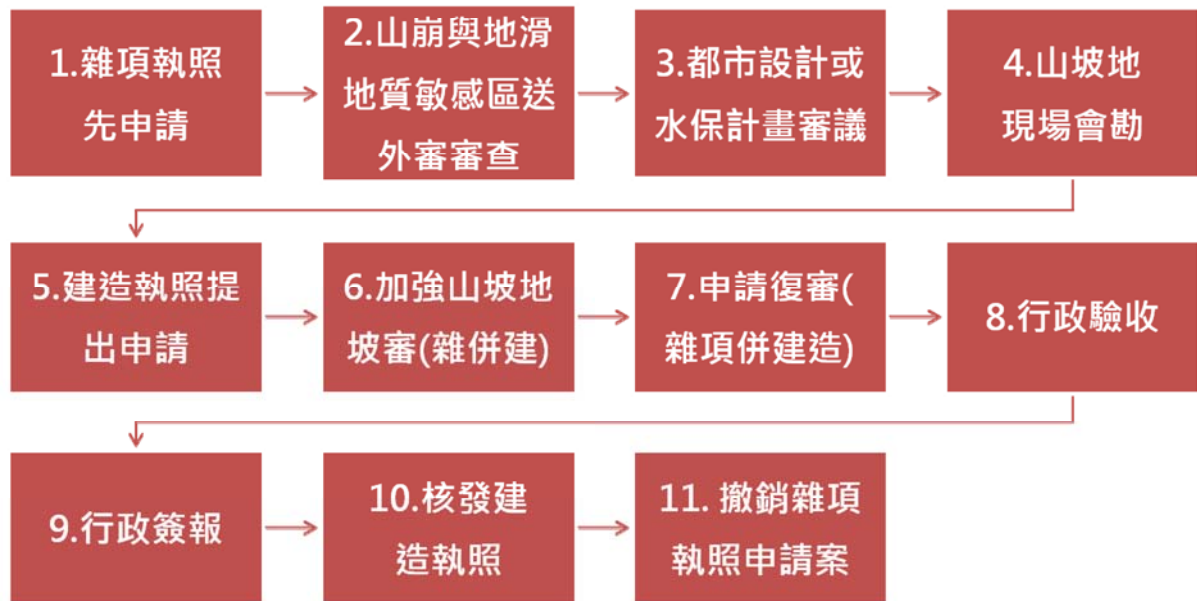 1.雜項執照
先申請
2.山崩與地滑
地質敏感區送
外審審查
3.都市設計或
水保計畫審議
4.山坡地
現場會勘
5.建造執照提
出申請
6.加強山坡地
坡審(雜併建)
7.申請復審(
雜項併建造)
8.行政驗收
9.行政簽報
10.核發建
造執照
11. 撤銷雜項
執照申請案